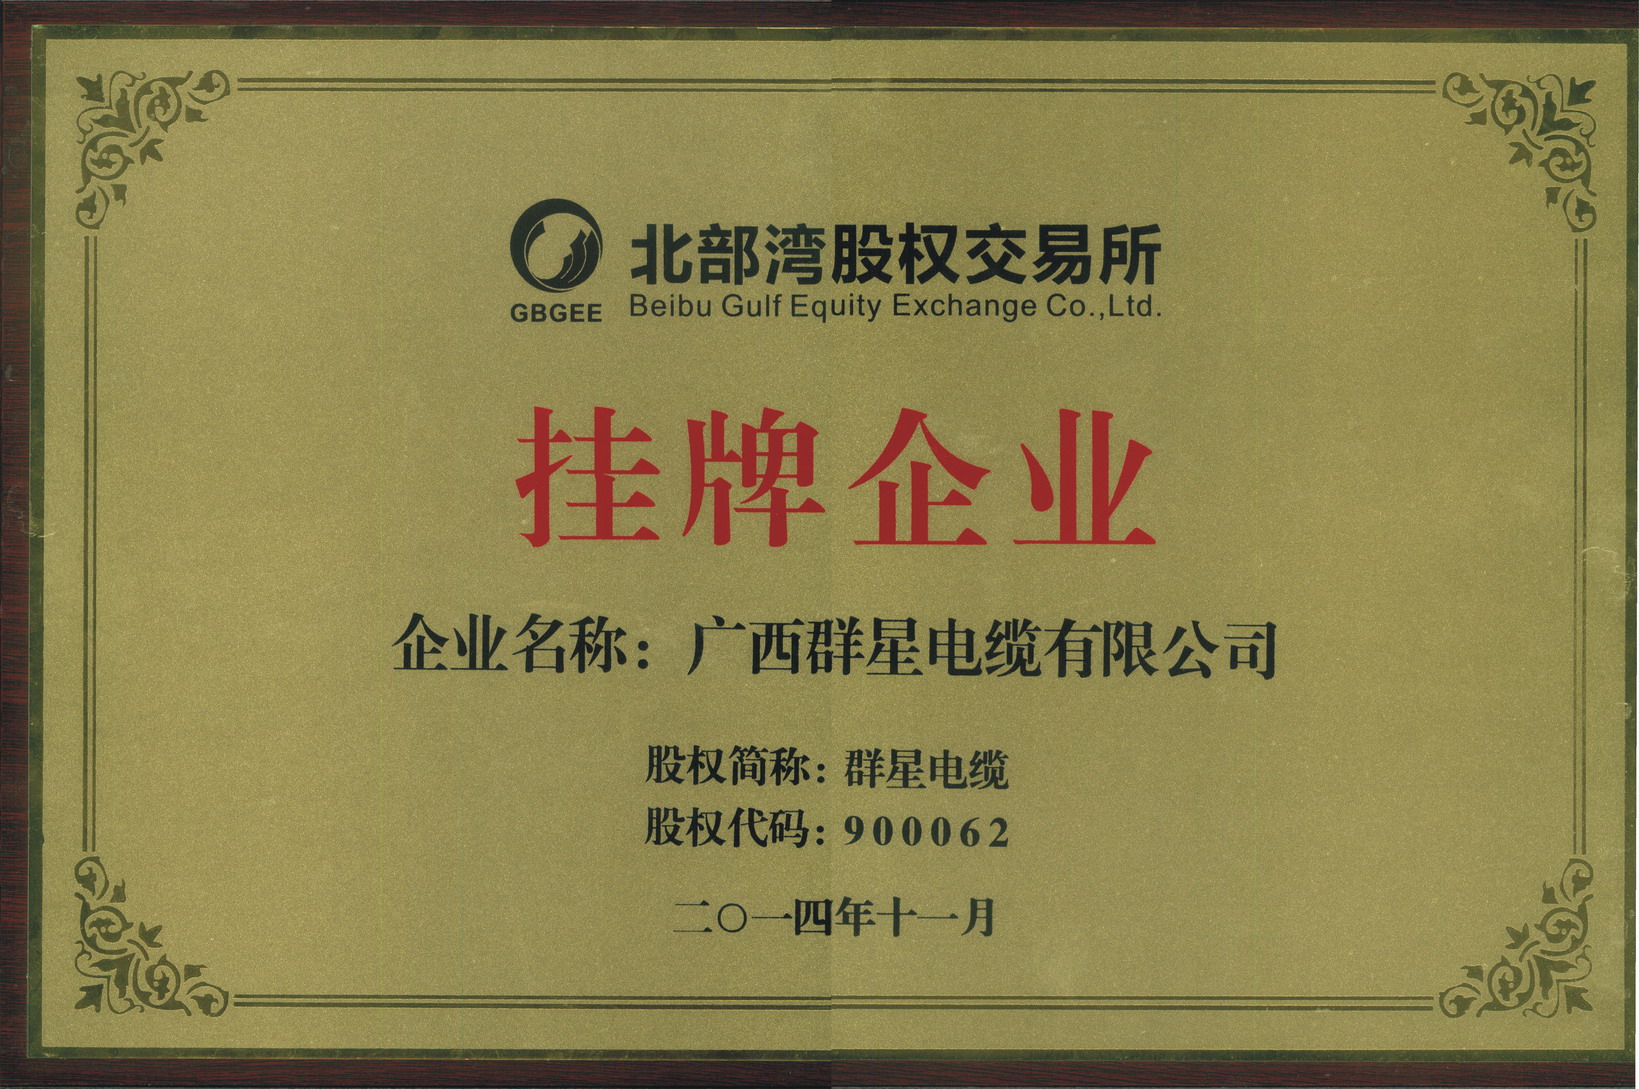 北部湾股权交易所
GBGEE Beibu Gulf Equity Exchange Co.,Ltd.
挂牌企业
企业名称：广西群星电缆有限公司
股权简称：群星电缆
股权代码：900062
二〇一四年十一月